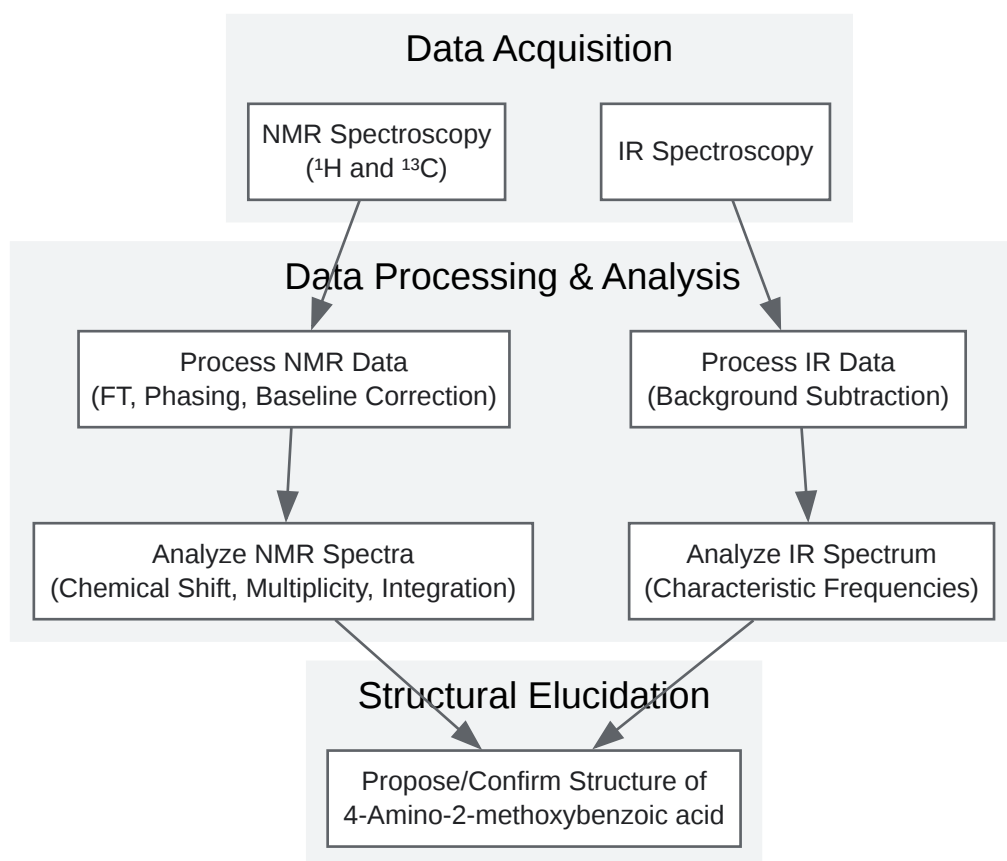 Data Acquisition
NMR Spectroscopy
(¹H and ¹³C)
IR Spectroscopy
Data Processing & Analysis
Process NMR Data
(FT, Phasing, Baseline Correction)
Process IR Data
(Background Subtraction)
Analyze NMR Spectra
(Chemical Shift, Multiplicity, Integration)
Analyze IR Spectrum
(Characteristic Frequencies)
Structural Elucidation
Propose/Confirm Structure of
4-Amino-2-methoxybenzoic acid